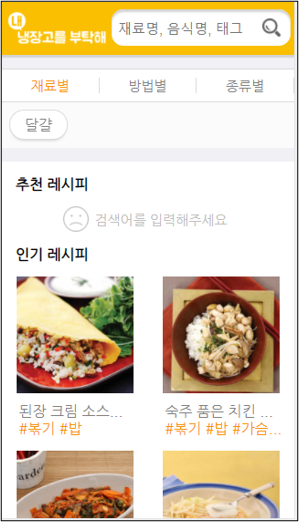 내
냉장고를 부탁해
재료명, 음식명, 태그
재료별 방법별 종류별
달걀
추천 레시피
검색어를 입력해주세요
인기 레시피
된장 크림 소스... 숙주 품은 치킨 ...
#볶기 #밥 #볶기 #밥 #가슴...